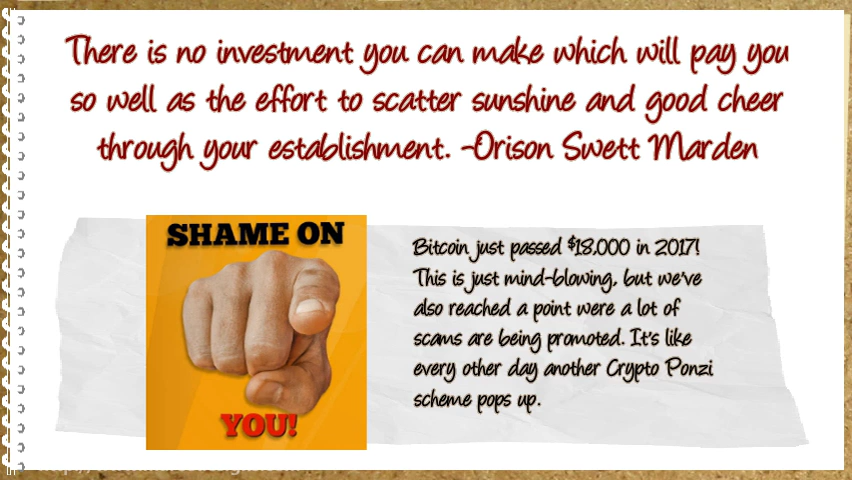 There is no investment you can make which will pay you
so well as the effort to scatter sunshine and good cheer
through your establishment. -Orison Swett Marden
SHAME ON
YOU!
Bitcoin just passed $18.000 in 2017!
This is just mind-blowing, but we've
also reached a point were a lot of
scams are being promoted. It's like
every other day another Crypto Ponzi
scheme pops up.